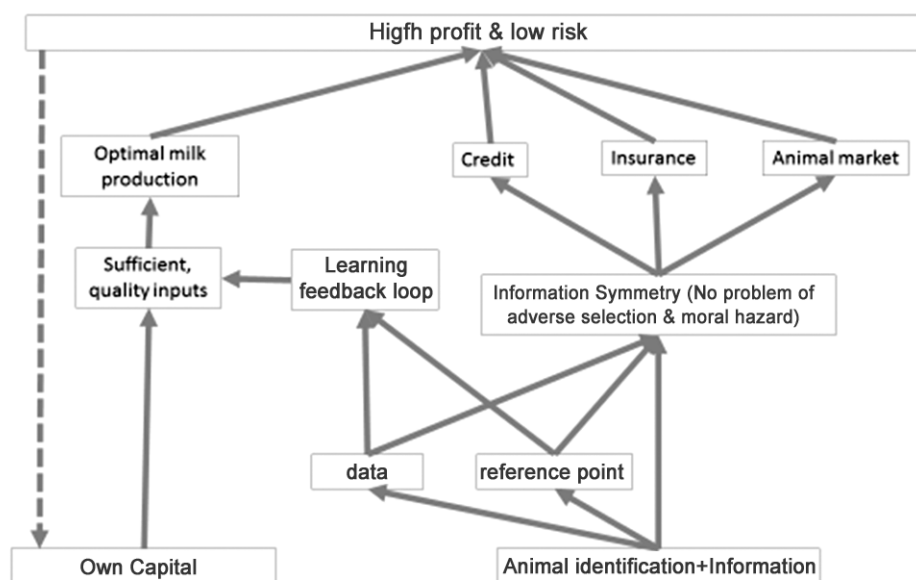 Higfh profit & low risk
Optimal milk
production
Credit
Insurance
Animal market
Sufficient,
quality inputs
Learning
feedback loop
Information Symmetry (No problem of
adverse selection & moral hazard)
data
reference point
Own Capital
Animal identification+Information